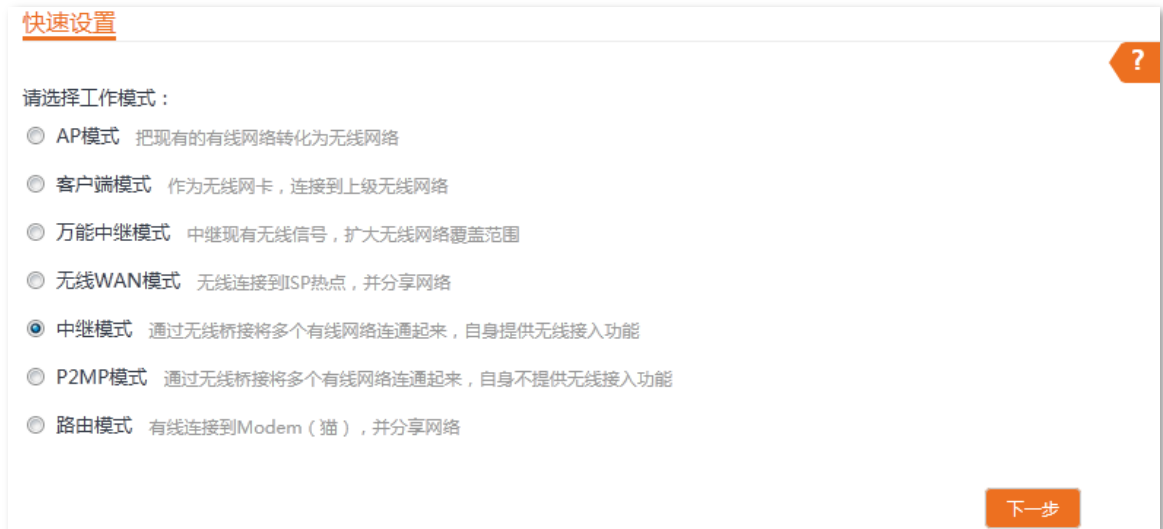 快速设置
?
请选择工作模式：
AP模式 把现有的有线网络转化为无线网络
客户端模式 作为无线网卡，连接到上级无线网络
万能中继模式 中继现有无线信号，扩大无线网络覆盖范围
无线WAN模式 无线连接到ISP热点，并分享网络
中继模式 通过无线桥接将多个有线网络连通起来，自身提供无线接入功能
P2MP模式 通过无线桥接将多个有线网络连通起来，自身不提供无线接入功能
路由模式 有线连接到Modem（猫），并分享网络
下一步